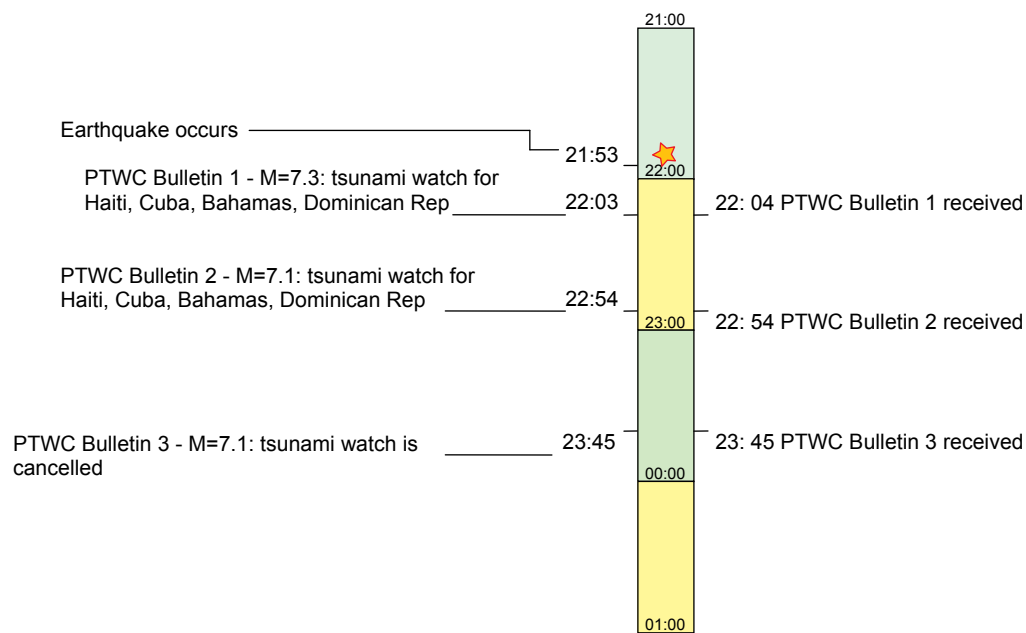 21:00
Earthquake occurs
21:53
22:00
PTWC Bulletin 1 - M=7.3: tsunami watch for
Haiti, Cuba, Bahamas, Dominican Rep
22:03
22: 04 PTWC Bulletin 1 received
PTWC Bulletin 2 - M=7.1: tsunami watch for
Haiti, Cuba, Bahamas, Dominican Rep
22:54
23:00
22: 54 PTWC Bulletin 2 received
PTWC Bulletin 3 - M=7.1: tsunami watch is
cancelled
23:45
23: 45 PTWC Bulletin 3 received
00:00
01:00